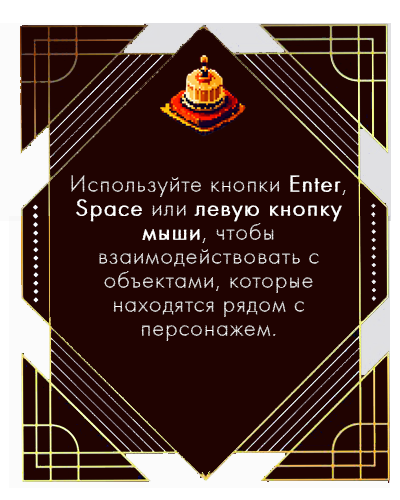 Используйте кнопки Enter,
Space или левую кнопку
мыши, чтобы
взаимодействовать с
объектами, которые
находятся рядом с
персонажем.